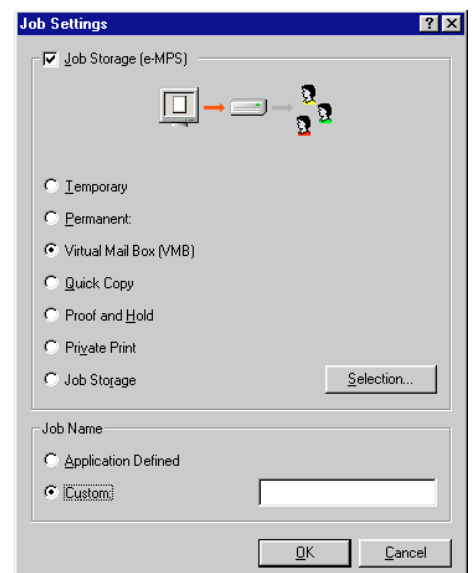 Job Settings
Job Storage (e-MPS)
Temporary
Permanent:
Virtual Mail Box (VMB)
Quick Copy
Proof and Hold
Private Print
Job Storage
Selection...
Job Name
Application Defined
Custom:
OK
Cancel